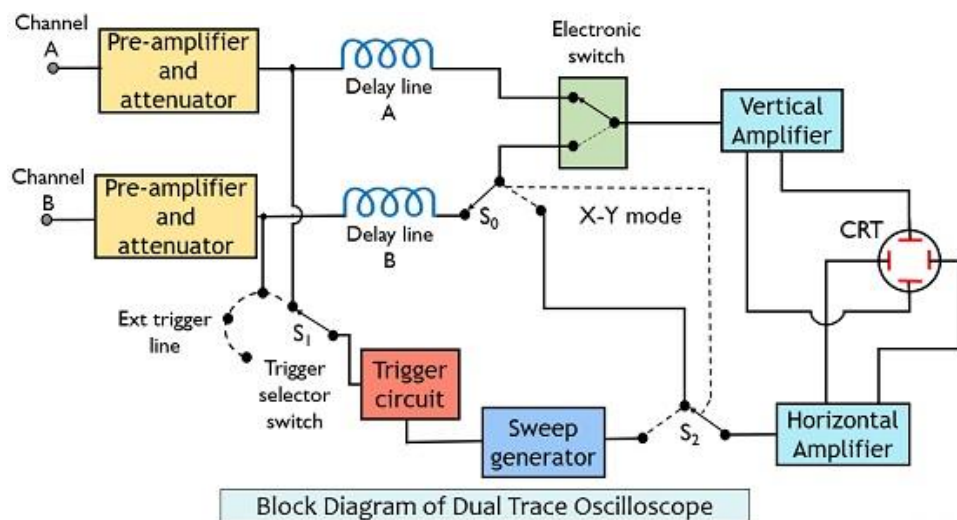 Channel
A
Pre-amplifier
and
attenuator
Delay line
A
Electronic
switch
Vertical
Amplifier
Channel
B
Pre-amplifier
and
attenuator
Delay line
B
S0
X-Y mode
CRT
Ext trigger
line
S1
Trigger
selector
switch
Trigger
circuit
Sweep
generator
S2
Horizontal
Amplifier
Block Diagram of Dual Trace Oscilloscope